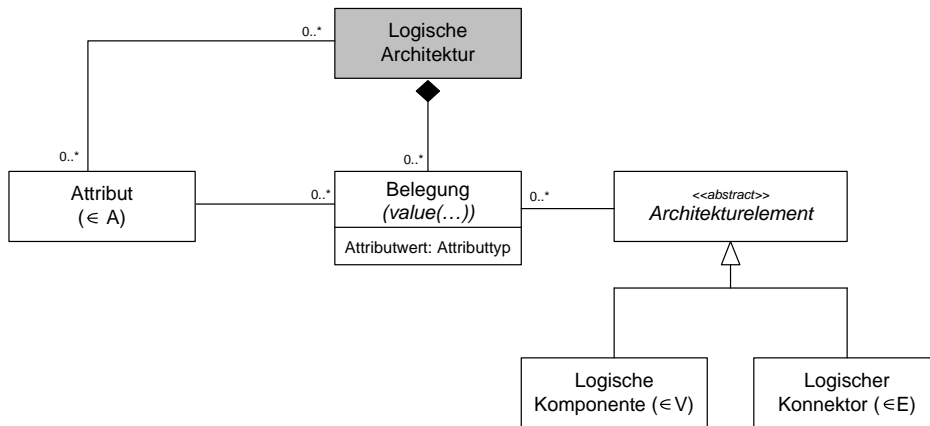 Logische
Architektur
0..*
0..*
0..*
Attribut
(∈ A)
0..*
Belegung
(value(…))
Attributwert: Attributtyp
0..*
<<abstract>>
Architekturelement
Logische
Komponente (∈V)
Logischer
Konnektor (∈E)